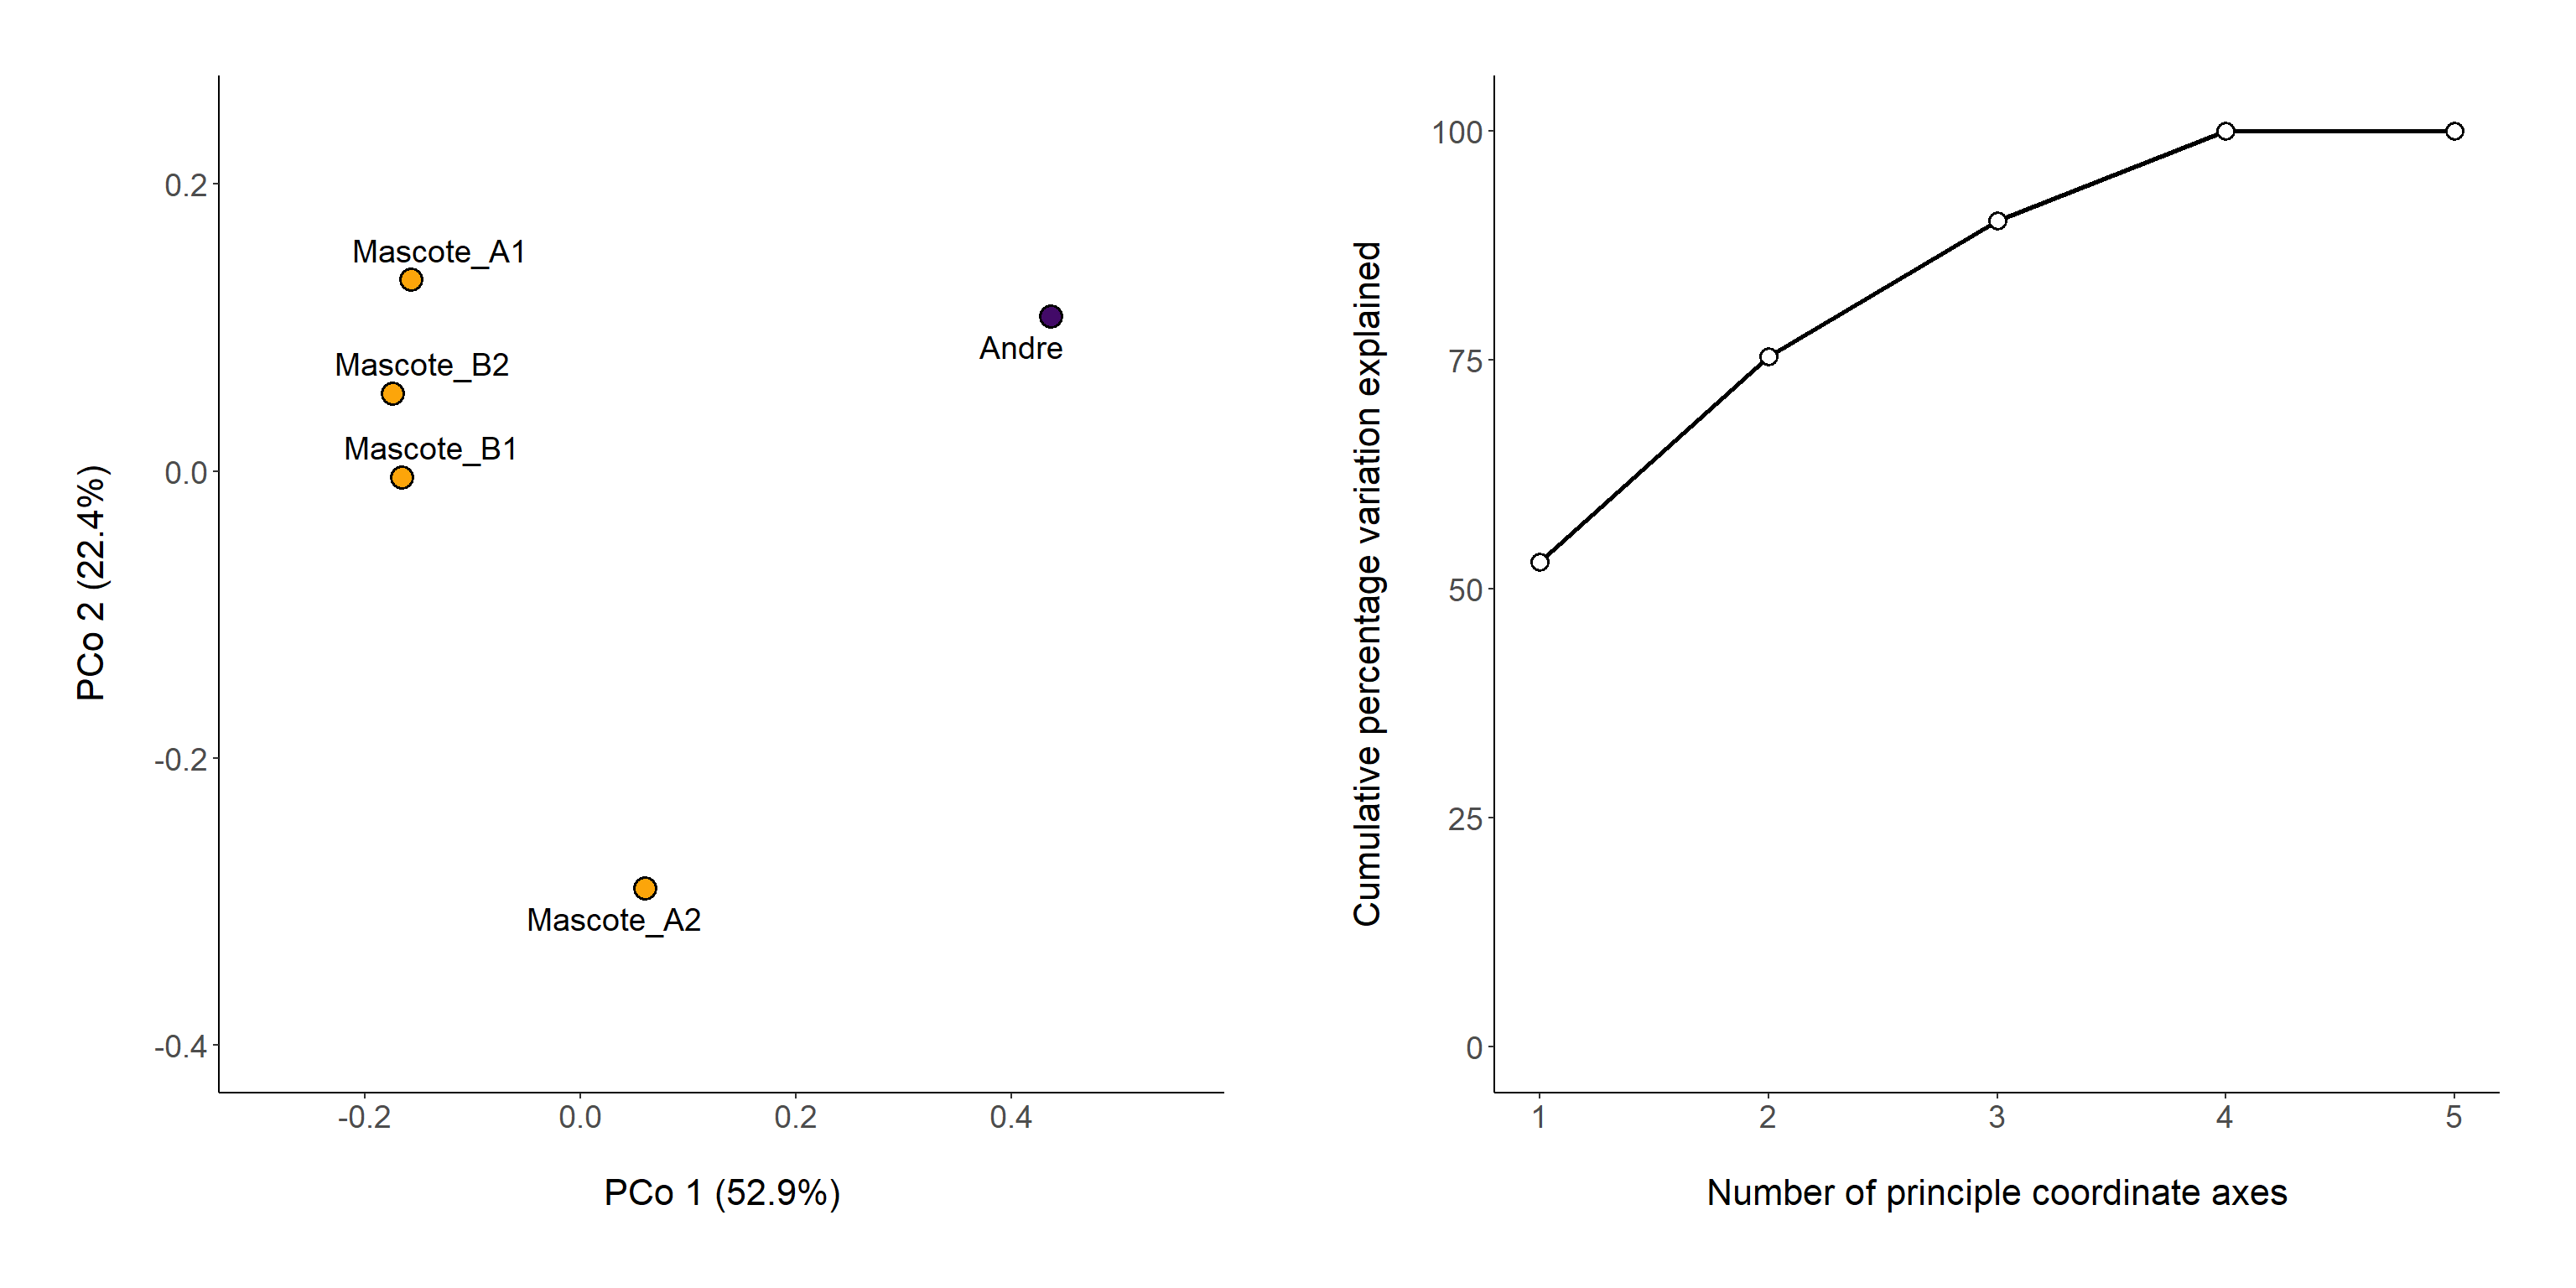 0.2
0.0
-0.2
-0.4
PCo 2 (22.4%)
Mascote_A1
Mascote_B2
Mascote_B1
Andre
Mascote_A2
-0.2 0.0 0.2 0.4
PCo 1 (52.9%)
100
75
50
25
0
Cumulative percentage variation explained
1 2 3 4 5
Number of principle coordinate axes